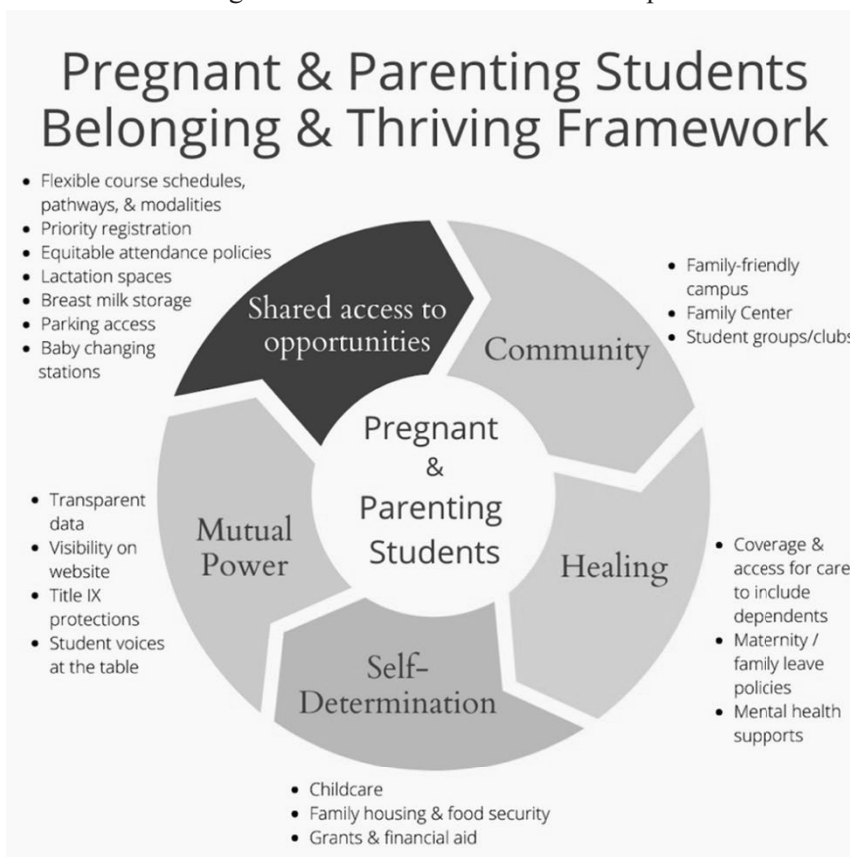 Pregnant & Parenting Students
Belonging & Thriving Framework
• Flexible course schedules,
pathways, & modalities
• Priority registration
• Equitable attendance policies
• Lactation spaces
• Breast milk storage
• Parking access
• Baby changing
stations
Shared access to
opportunities
Community
• Family-friendly
campus
• Family Center
• Student groups/clubs
Pregnant
&
Parenting
Students
• Transparent
data
• Visibility on
website
• Title IX
protections
• Student voices
at the table
Mutual
Power
Healing
• Coverage &
access for care
to include
dependents
• Maternity /
family leave
policies
• Mental health
supports
Self-
Determination
• Childcare
• Family housing & food security
• Grants & financial aid